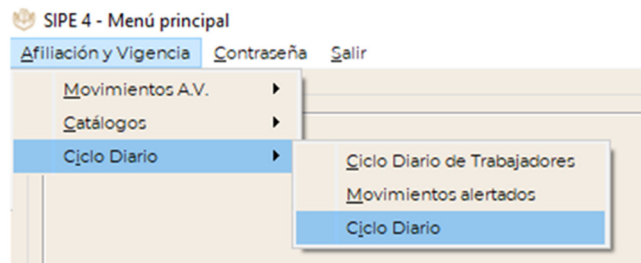 SIPE 4 - Menú principal
Afiliación y Vigencia Contraseña Salir
Movimientos A.V.
Catálogos
Ciclo Diario
Ciclo Diario de Trabajadores
Movimientos alertados
Ciclo Diario